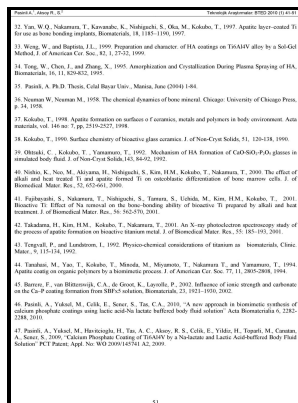 Pasinli A.¹, Aksoy R., S.²
Teknolojik Araştırmalar: BTED 2010 (1) 41-51
32. Yan, W.Q., Nakamura, T., Kawanabe, K., Nishiguchi, S., Oka, M., Kokubo, T., 1997. Apatite layer-coated Ti
for use as bone bonding implants, Biomaterials, 18, 1185-1190, 1997.
33. Weng, W., and Baptista, J.L., 1999. Preparation and character. of HA coatings on Ti6Al4V alloy by a Sol-Gel
Method, J. of American Cer. Soc., 82, 1, 27-32, 1999.
34. Tong, W., Chen, J., and Zhang, X., 1995. Amorphization and Crystallization During Plasma Spraying of HA,
Biomaterials, 16, 11, 829-832, 1995.
35. Pasinli, A. Ph.D. Thesis, Celal Bayar Univ., Manisa, June (2004) 1-84.
36. Neuman W, Neuman M, 1958. The chemical dynamics of bone mineral. Chicago: University of Chicago Press,
p. 34, 1958.
37. Kokubo, T., 1998. Apatite formation on surfaces o f ceramics, metals and polymers in body environment. Acta
materials, vol. 146 no: 7, pp, 2519-2527, 1998.
38. Kokubo, T., 1990. Surface chemistry of bioactive glass ceramics. J. of Non-Cryst Solids, 51, 120-138, 1990.
39. Ohtsuki, C., Kokubo, T., Yamamuro, T., 1992. Mechanism of HA formation of CaO-SiO₂-P₂O₅ glasses in
simulated body fluid. J. of Non-Cryst Solids,143, 84-92, 1992.
40. Nishio, K., Neo, M., Akiyama, H., Nishiguchi, S., Kim, H.M., Kokubo, T., Nakamura, T., 2000. The effect of
alkali and heat treated Ti and apatite formed Ti on osteoblastic differentiation of bone marrow cells. J. of
Biomedical Mater. Res., 52, 652-661, 2000.
41. Fujibayashi, S., Nakamura, T., Nishiguchi, S., Tamura, S., Uchida, M., Kim, H.M., Kokubo, T., 2001.
Bioactive Ti: Effect of Na removal on the bone-bonding ability of bioactive Ti prepared by alkali and heat
treatment. J. of Biomedical Mater. Res., 56: 562-570, 2001.
42. Takadama, H., Kim, H.M., Kokubo, T., Nakamura, T., 2001. An X-ray photoelectron spectroscopy study of
the process of apatite formation on bioactive titanium metal. J. of Biomedical Mater. Res., 55: 185-193, 2001.
43. Tengvall, P., and Lundstrom, I., 1992. Physico-chemical considerations of titanium as biomaterials, Clinic.
Mater., 9, 115-134, 1992.
44. Tanahasi, M., Yao, T., Kokubo, T., Minoda, M., Miyamoto, T., Nakamura T., and Yamamuro, T., 1994.
Apatite coatig on organic polymers by a biomimetic process. J. of American Cer. Soc. 77, 11, 2805-2808, 1994.
45. Barrere, F., van Blitterswijk, C.A., de Groot, K., Layrolle, P., 2002. Influence of ionic strength and carbonate
on the Ca-P coating formation from SBFx5 solution, Biomaterials, 23, 1921-1930, 2002.
46. Pasinli, A., Yuksel, M., Celik, E., Sener, S., Tas, C.A., 2010, "A new approach in biomimetic synthesis of
calcium phosphate coatings using lactic acid-Na lactate buffered body fluid solution" Acta Biomaterialia 6, 2282-
2288, 2010.
47. Pasinli, A., Yuksel, M., Havitcioglu, H., Tas, A. C., Aksoy, R. S., Celik, E., Yildiz, H., Toparlı, M., Canatan,
A., Sener, S., 2009, "Calcium Phosphate Coating of Ti6Al4V by a Na-lactate and Lactic Acid-buffered Body Fluid
Solution" PCT Patent, Appl. No: WO 2009/145741 A2, 2009.
51